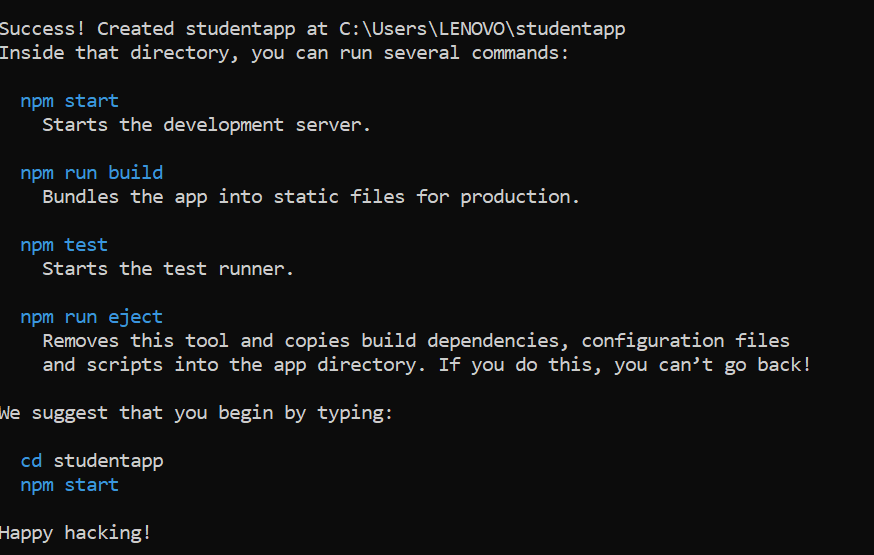 Success! Created studentapp at C:\Users\LENOVO\studentapp
Inside that directory, you can run several commands:
npm start
Starts the development server.
npm run build
Bundles the app into static files for production.
npm test
Starts the test runner.
npm run eject
Removes this tool and copies build dependencies, configuration files
and scripts into the app directory. If you do this, you can’t go back!
We suggest that you begin by typing:
cd studentapp
npm start
Happy hacking!